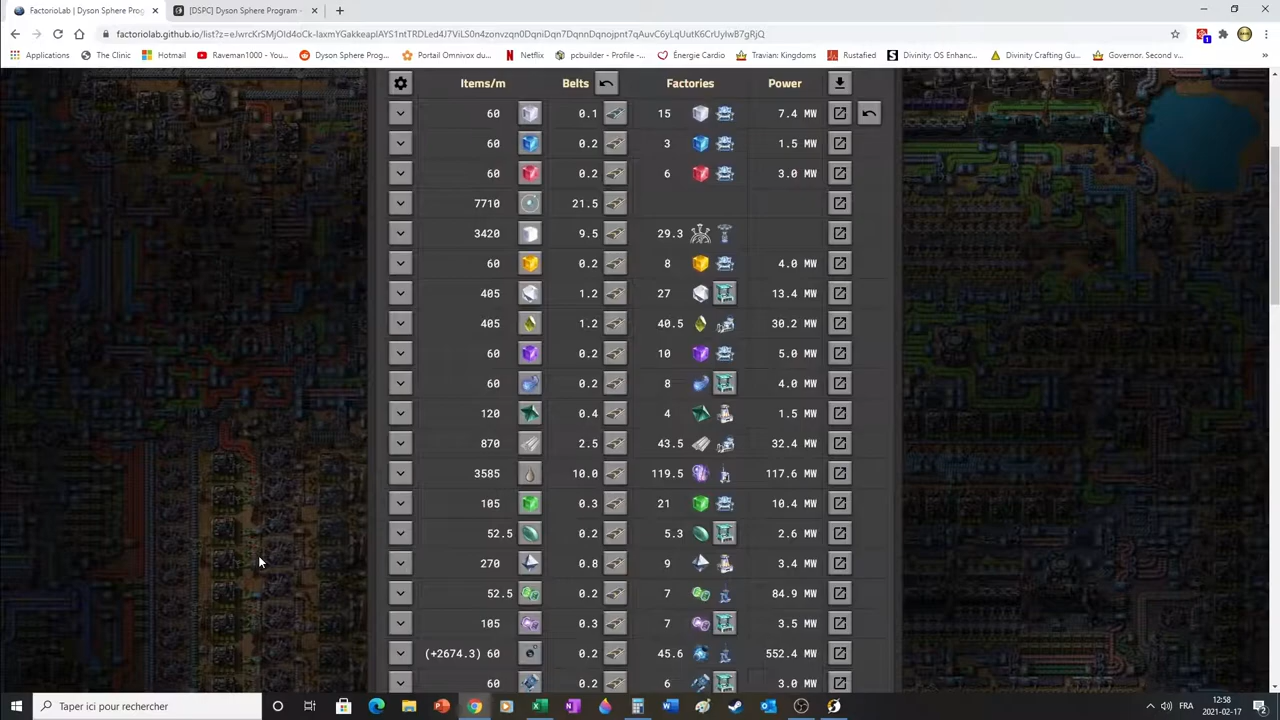 FactorioLab | Dyson Sphere Progra
[DSPC] Dyson Sphere Program -
factoriolab.github.io/list?z=eJwrcKrSMjOId4oCk-laxmYGakkeapIAYS1ntTRDLed4J7ViLS0n4zonvzqn0DqniDqn7DqnnDqnojpnt7qAuvC6yLqUutK6CrUyIwB7gRjQ
Applications The Clinic Hotmail Raveman1000 - You... Dyson Sphere Prog... Portail Omnivox du... Netflix pcbuilder - Profile -... Énergie Cardio Travian: Kingdoms Rustafied Divinity: OS Enhanc... Divinity Crafting Gui... Governor. Second v...
Items/m Belts Factories Power
60 0.1 15 7.4 MW
60 0.2 3 1.5 MW
60 0.2 6 3.0 MW
7710 21.5
3420 9.5 29.3
60 0.2 8 4.0 MW
405 1.2 27 13.4 MW
405 1.2 40.5 30.2 MW
60 0.2 10 5.0 MW
60 0.2 8 4.0 MW
120 0.4 4 1.5 MW
870 2.5 43.5 32.4 MW
3585 10.0 119.5 117.6 MW
105 0.3 21 10.4 MW
52.5 0.2 5.3 2.6 MW
270 0.8 9 3.4 MW
52.5 0.2 7 84.9 MW
105 0.3 7 3.5 MW
(+2674.3) 60 0.2 45.6 552.4 MW
60 0.2 6 3.0 MW
Taper ici pour rechercher
FRA
12:58
2021-02-17
2